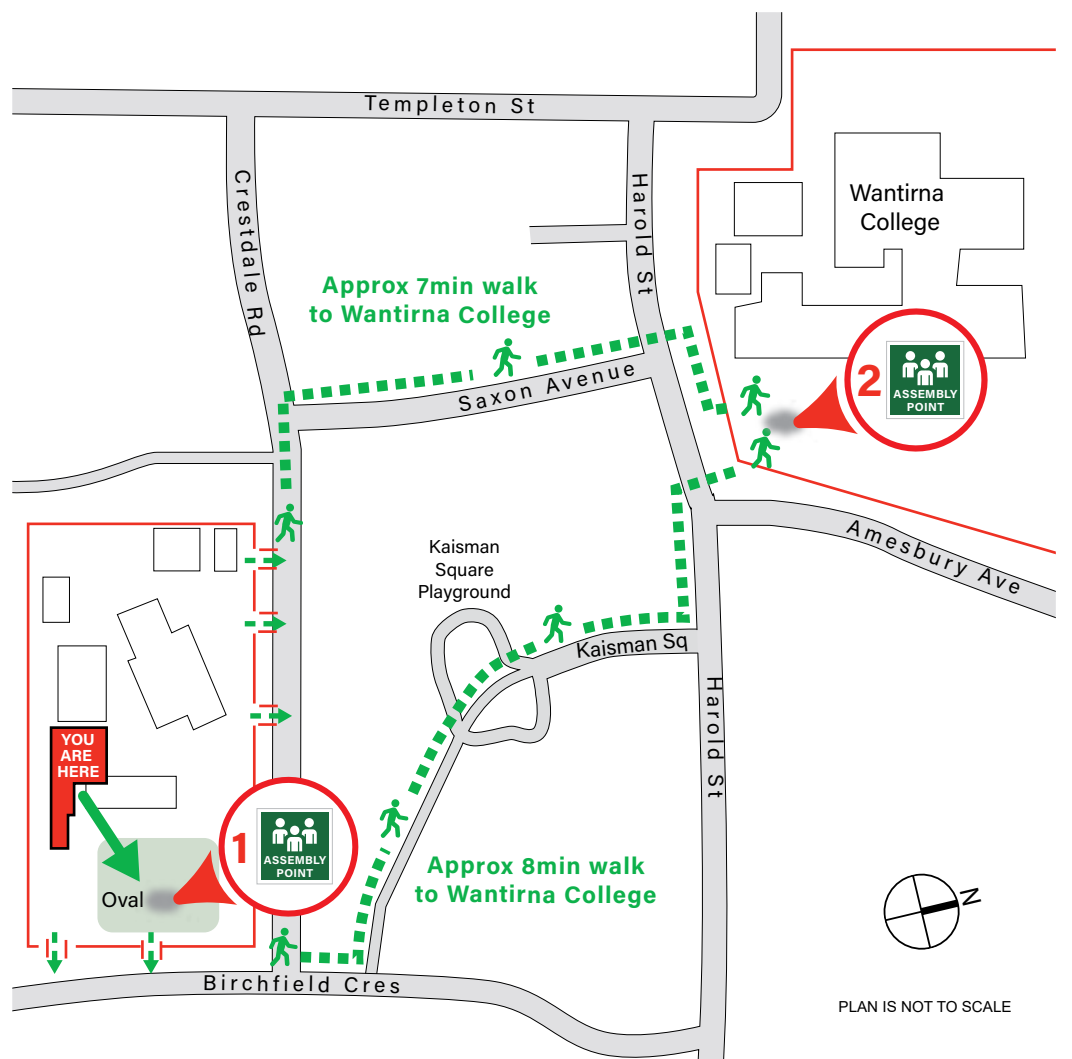 Templeton St
Wantirna
College
Crestdale Rd
Harold St
Approx 7min walk
to Wantirna College
Saxon Avenue
2
ASSEMBLY
POINT
Amesbury Ave
Kaisman
Square
Playground
Kaisman Sq
Harold St
YOU
ARE
HERE
1
ASSEMBLY
POINT
Approx 8min walk
to Wantirna College
Oval
N
Birchfield Cres
PLAN IS NOT TO SCALE